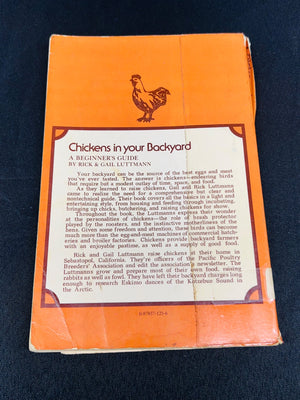 Chickens in your Backyard
A BEGINNER'S GUIDE
BY RICK & GAIL LUTTMANN
Your backyard can be the source of the best eggs and meat
you've ever tasted. The answer is chickens—endearing birds
that require but a modest outlay of time, space, and food.
As they learned to raise chickens, Gail and Rick Luttmann
came to realize the need for a comprehensive but clear and
nontechnical guide. Their book covers all the basics in a light and
entertaining style, from housing and feeding through incubating,
bringing up chicks, butchering, and raising chickens for show.
Throughout the book, the Luttmanns express their wonder
at the personalities of chickens—the role of brash protector
played by the roosters, and the instinctive motherliness of the
hens. Given some freedom and attention, these birds can become
much more than the egg-and-meat machines of commercial batch-
eries and broiler factories. Chickens provide backyard farmers
with an enjoyable pastime, as well as a supply of good food.
Rick and Gail Luttmann raise chickens at their home in
Sebastopol, California. They're officers of the Pacific Poultry
Breeders' Association and edit the association's newsletter. The
Luttmanns grow and prepare most of their own food, raising
rabbits as well as fowl. They have left their backyard charges long
enough to research Eskimo dances of the Kotzebue Sound in
the Arctic.
0-87857-125-6